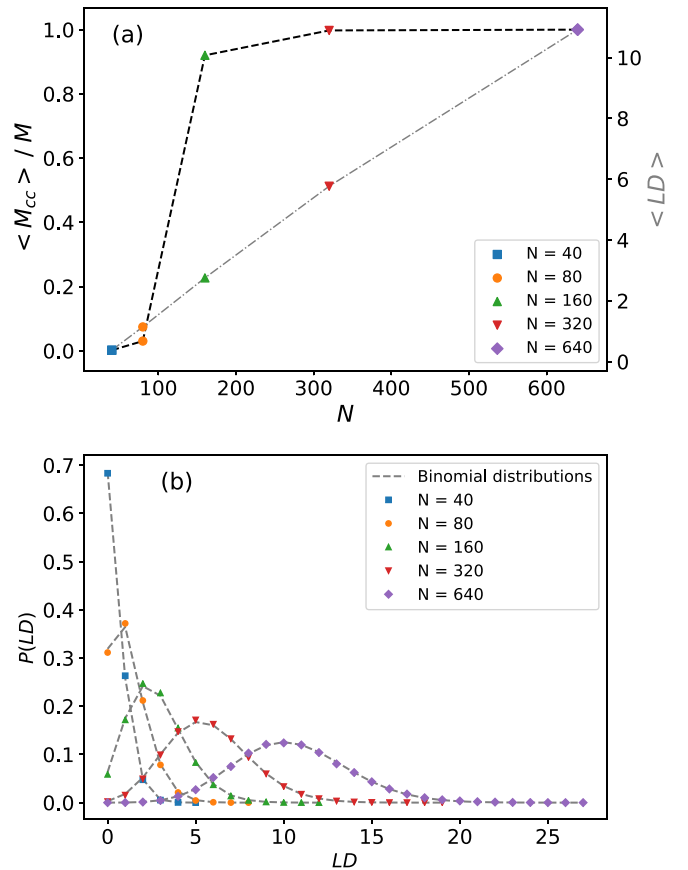 (a)
1.0
0.8
0.6
0.4
0.2
0.0
< M_cc > / M
10
8
6
4
2
0
< LD >
N = 40
N = 80
N = 160
N = 320
N = 640
100 200 300 400 500 600
N
(b)
0.7
0.6
0.5
0.4
0.3
0.2
0.1
0.0
P(LD)
Binomial distributions
N = 40
N = 80
N = 160
N = 320
N = 640
0 5 10 15 20 25
LD